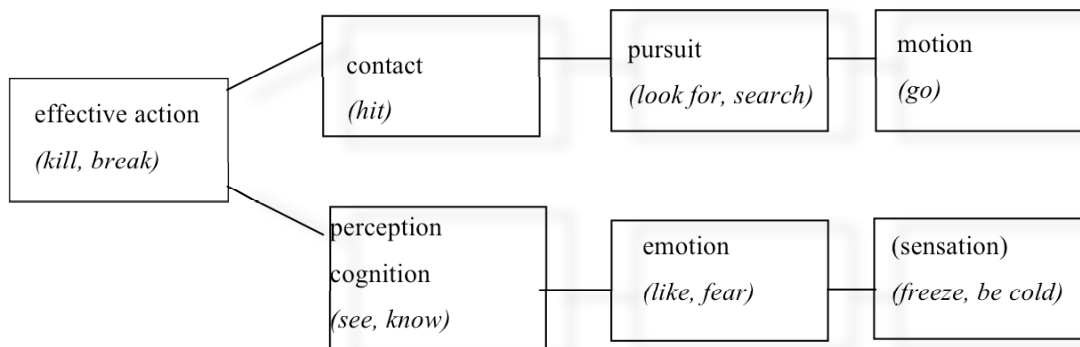 effective action
(kill, break)
contact
(hit)
pursuit
(look for, search)
motion
(go)
perception
cognition
(see, know)
emotion
(like, fear)
(sensation)
(freeze, be cold)